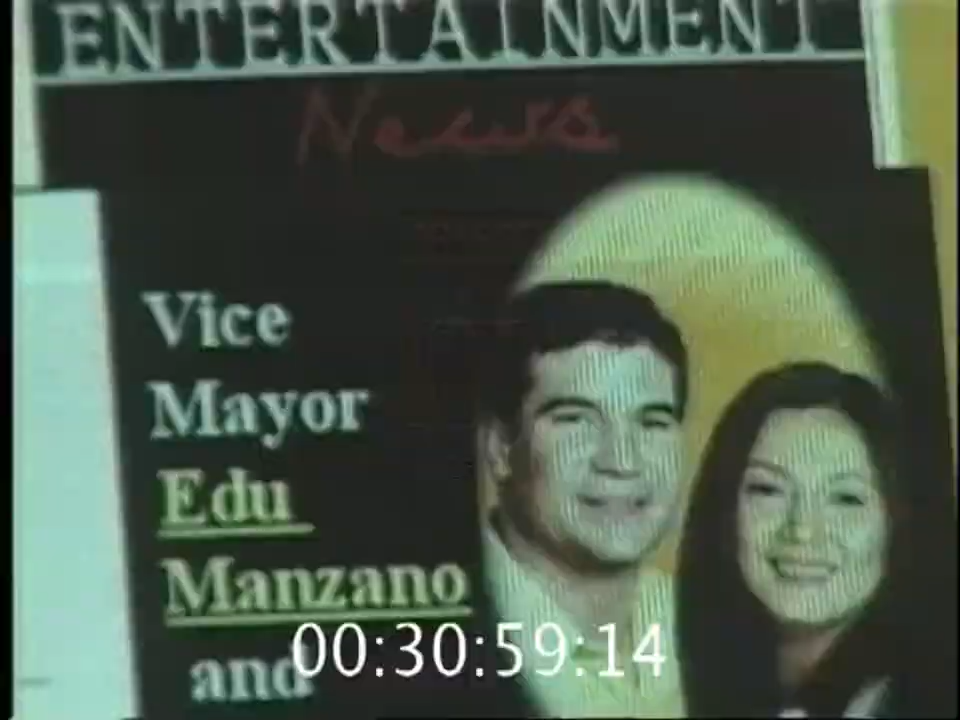 ENTERTAINMENT
News
Vice
Mayor
Edu
Manzano
and
00:30:59:14